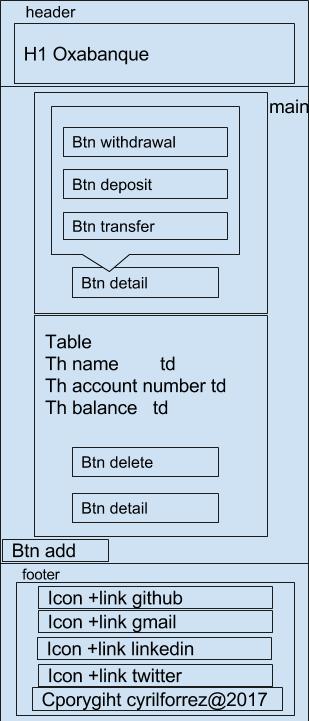 header
H1 Oxabanque
main
Btn withdrawal
Btn deposit
Btn transfer
Btn detail
Table
Th name td
Th account number td
Th balance td
Btn delete
Btn detail
Btn add
footer
Icon +link github
Icon +link gmail
Icon +link linkedin
Icon +link twitter
Cporygiht cyrilforrez@2017